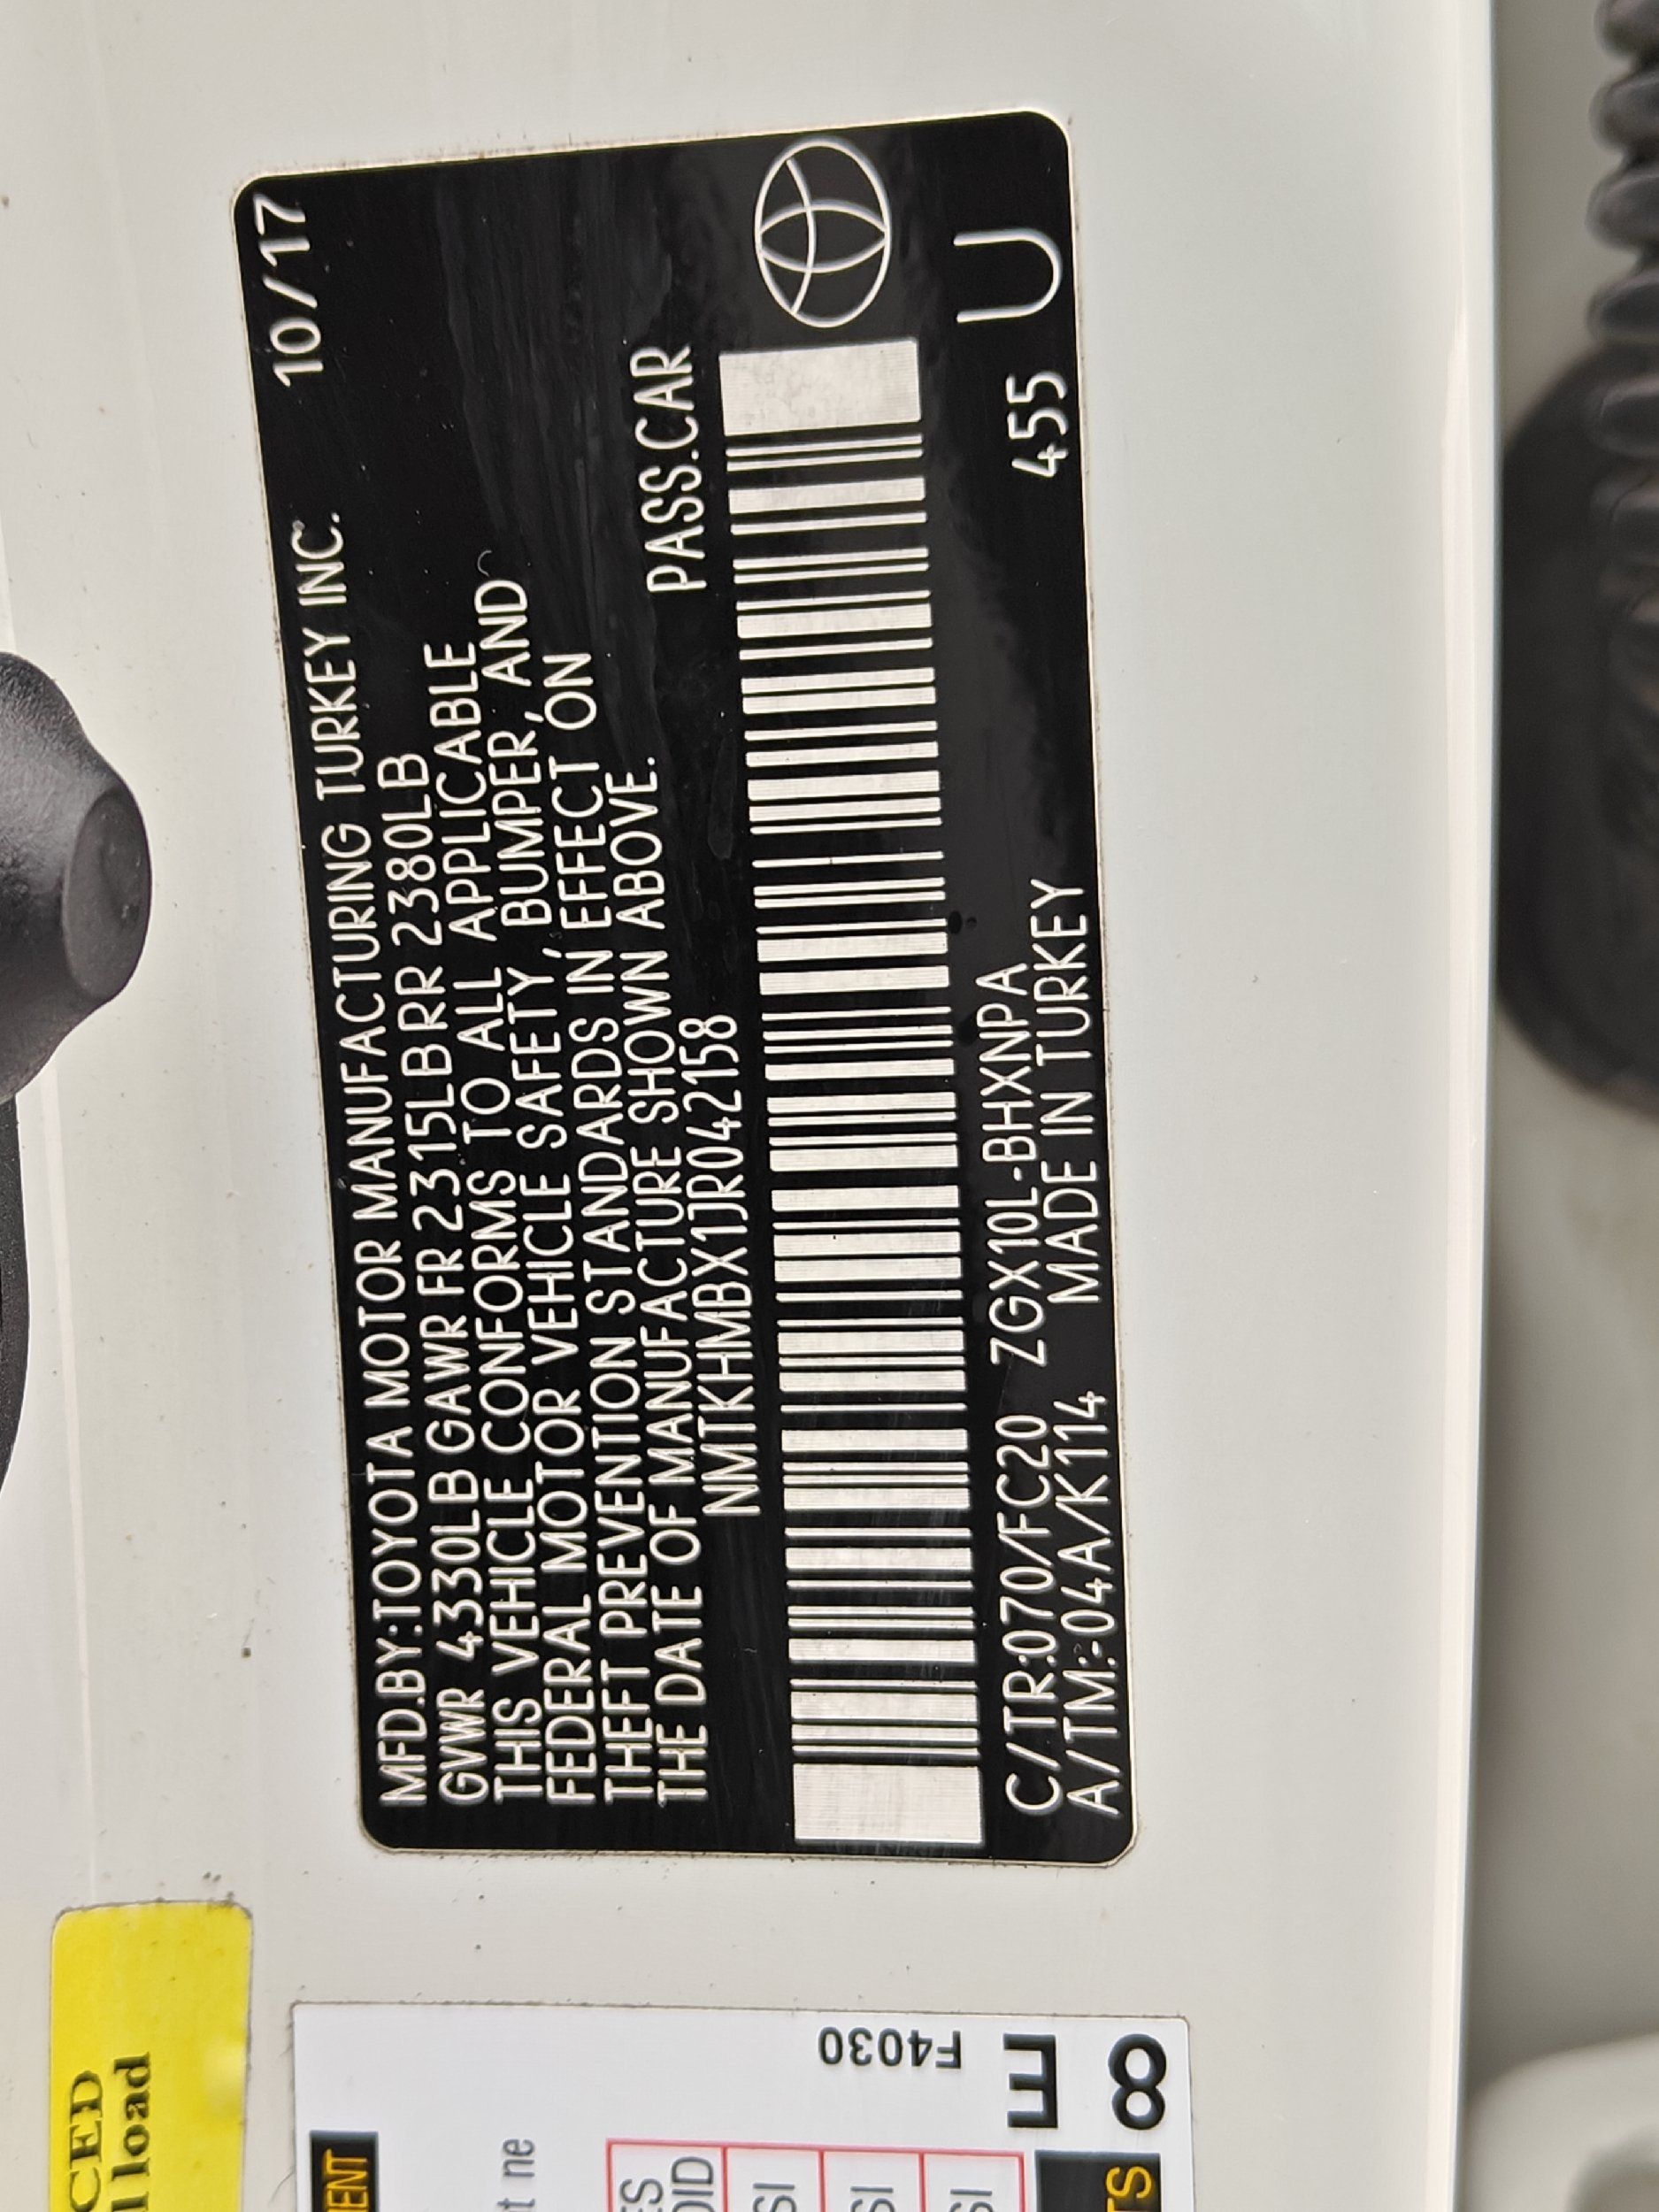 MFD.BY:TOYOTA MOTOR MANUFACTURING TURKEY INC. 10/17
GVWR 4330LB GAWR FR 2315LB RR 2380LB
THIS VEHICLE CONFORMS TO ALL APPLICABLE
FEDERAL MOTOR VEHICLE SAFETY, BUMPER, AND
THEFT PREVENTION STANDARDS IN EFFECT ON
THE DATE OF MANUFACTURE SHOWN ABOVE.
NMTKHMBX1JR042158 PASS.CAR
C/TR:070/FC20 ZGX10L-BHXNPA 455 U
A/TM:-04A/K114 MADE IN TURKEY
load
ne
F4030
E
8